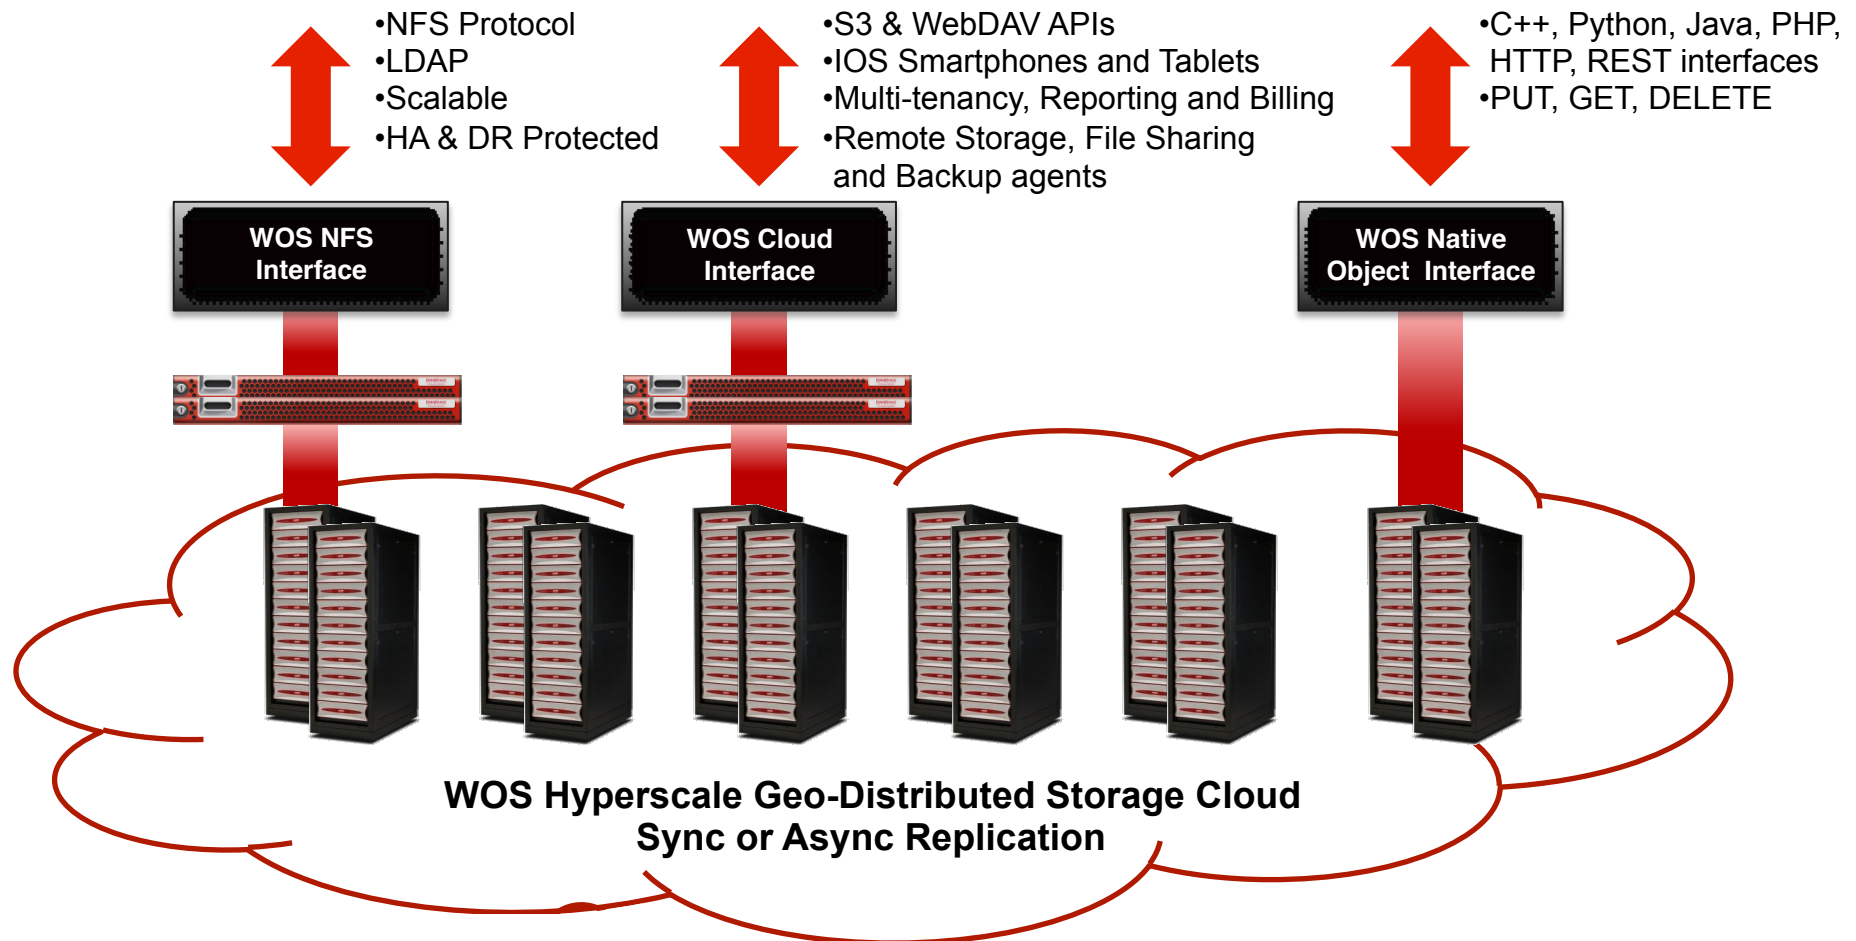 •NFS Protocol
•LDAP
•Scalable
•HA & DR Protected
•S3 & WebDAV APIs
•IOS Smartphones and Tablets
•Multi-tenancy, Reporting and Billing
•Remote Storage, File Sharing
and Backup agents
•C++, Python, Java, PHP,
HTTP, REST interfaces
•PUT, GET, DELETE
WOS NFS
Interface
WOS Cloud
Interface
WOS Native
Object Interface
WOS Hyperscale Geo-Distributed Storage Cloud
Sync or Async Replication